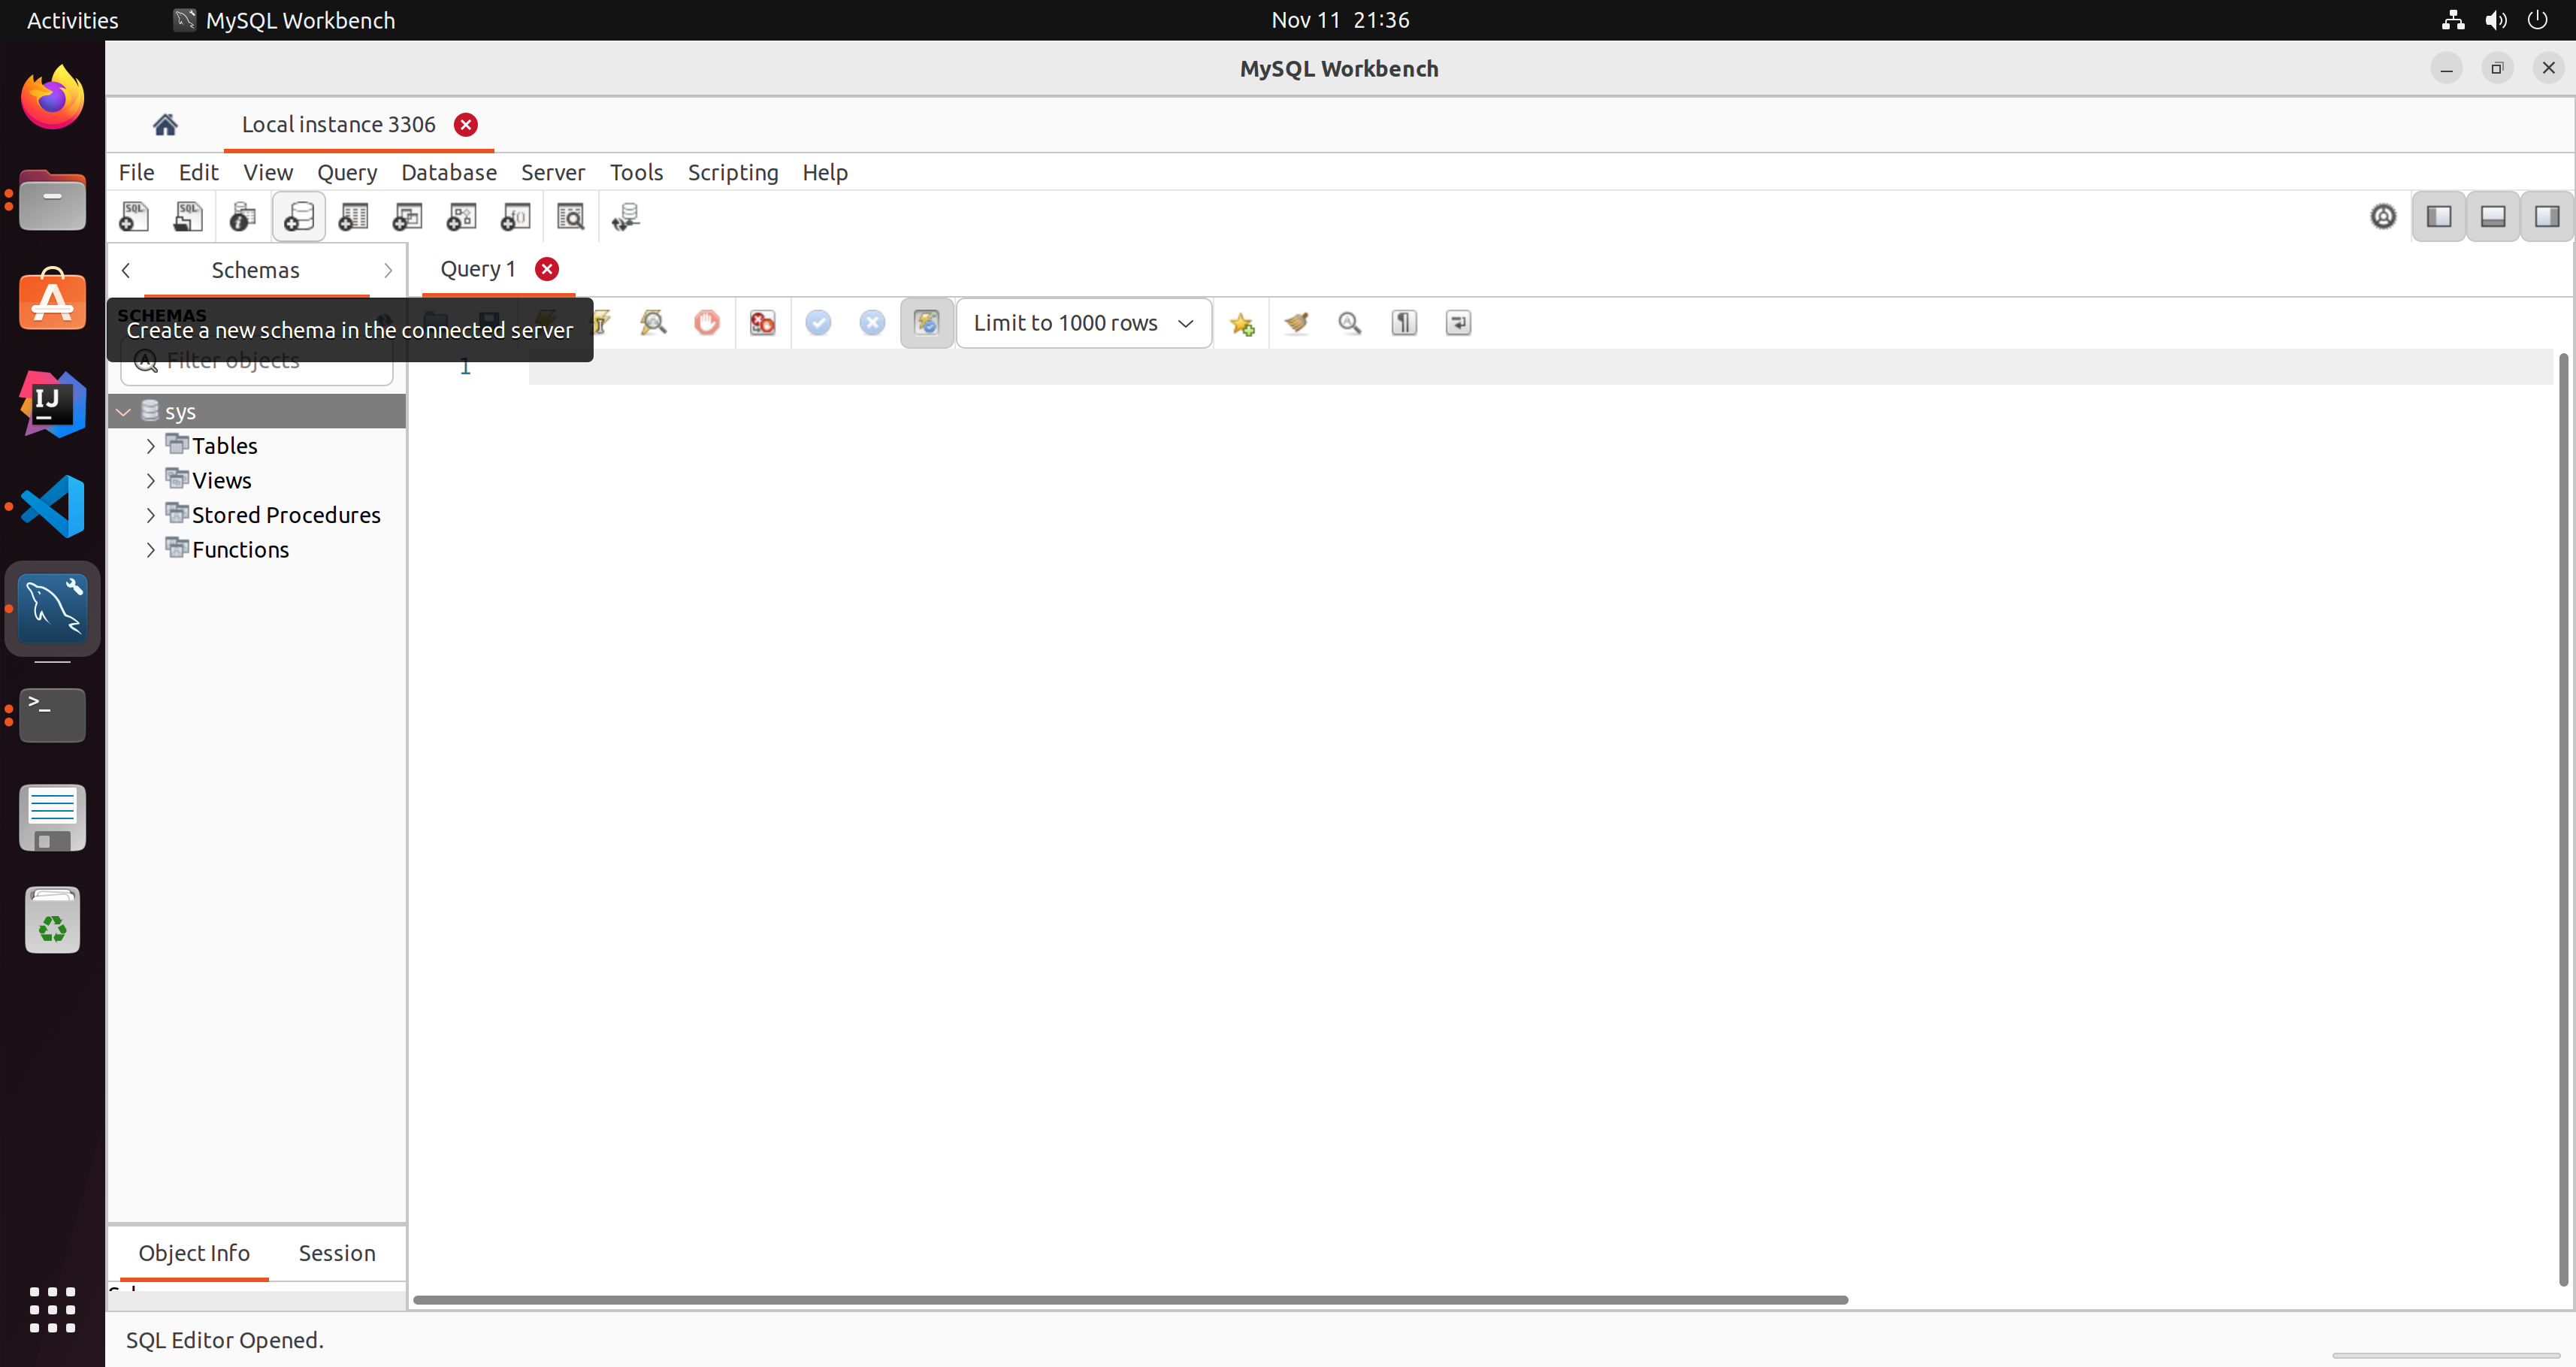 Activities MySQL Workbench Nov 11 21:36
MySQL Workbench
Local instance 3306
File Edit View Query Database Server Tools Scripting Help
Schemas Query 1
SCHEMAS
Create a new schema in the connected server
Limit to 1000 rows
Filter objects
1
sys
Tables
Views
Stored Procedures
Functions
Object Info Session
SQL Editor Opened.